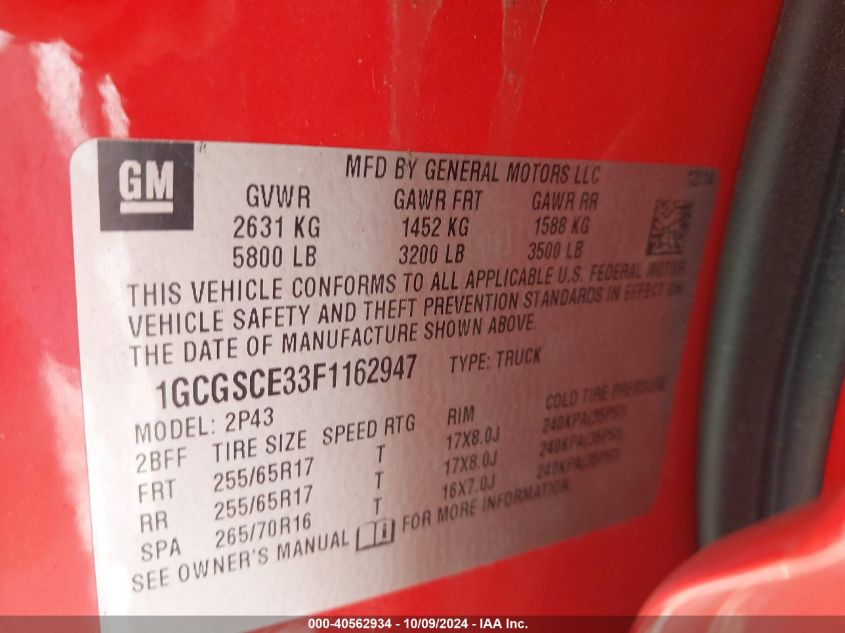 GM
MFD BY GENERAL MOTORS LLC 12/14
GVWR GAWR FRT GAWR RR
2631 KG 1452 KG 1588 KG
5800 LB 3200 LB 3500 LB
THIS VEHICLE CONFORMS TO ALL APPLICABLE U.S. FEDERAL MOTOR
VEHICLE SAFETY AND THEFT PREVENTION STANDARDS IN EFFECT ON
THE DATE OF MANUFACTURE SHOWN ABOVE.
1GCGSCE33F1162947 TYPE: TRUCK
MODEL: 2P43
2BFF TIRE SIZE SPEED RTG RIM COLD TIRE PRESSURE
FRT 255/65R17 T 17X8.0J 240KPA(35PSI)
RR 255/65R17 T 17X8.0J 240KPA(35PSI)
SPA 265/70R16 T 16X7.0J 240KPA(35PSI)
SEE OWNER'S MANUAL FOR MORE INFORMATION.
000-40562934 - 10/09/2024 - IAA Inc.